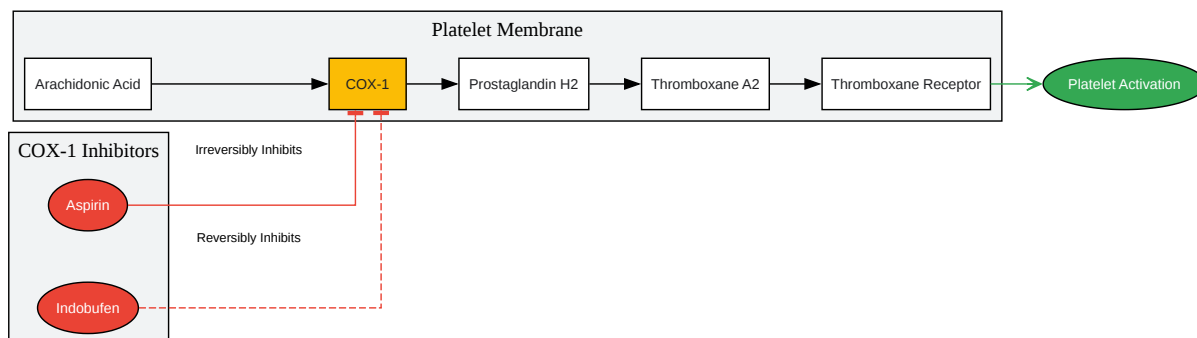 Platelet Membrane
Arachidonic Acid
COX-1
Prostaglandin H2
Thromboxane A2
Thromboxane Receptor
Platelet Activation
COX-1 Inhibitors
Irreversibly Inhibits
Aspirin
Reversibly Inhibits
Indobufen